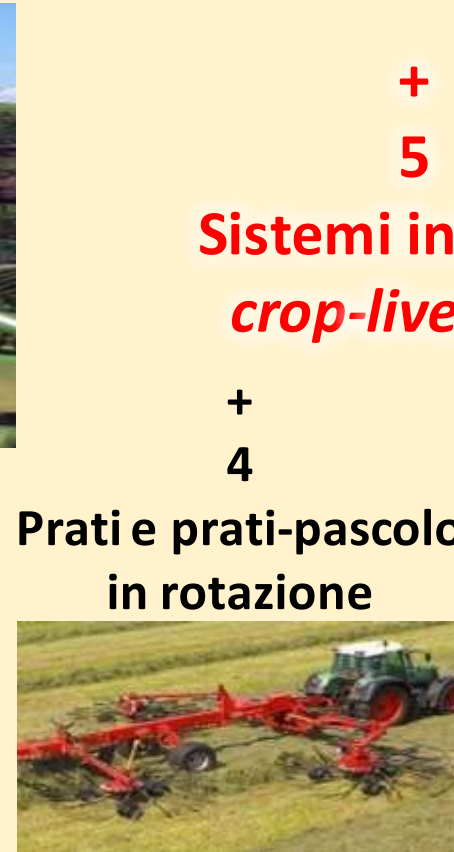 +
5
Sistemi in
crop-live
+
4
Prati e prati-pascolo
in rotazione